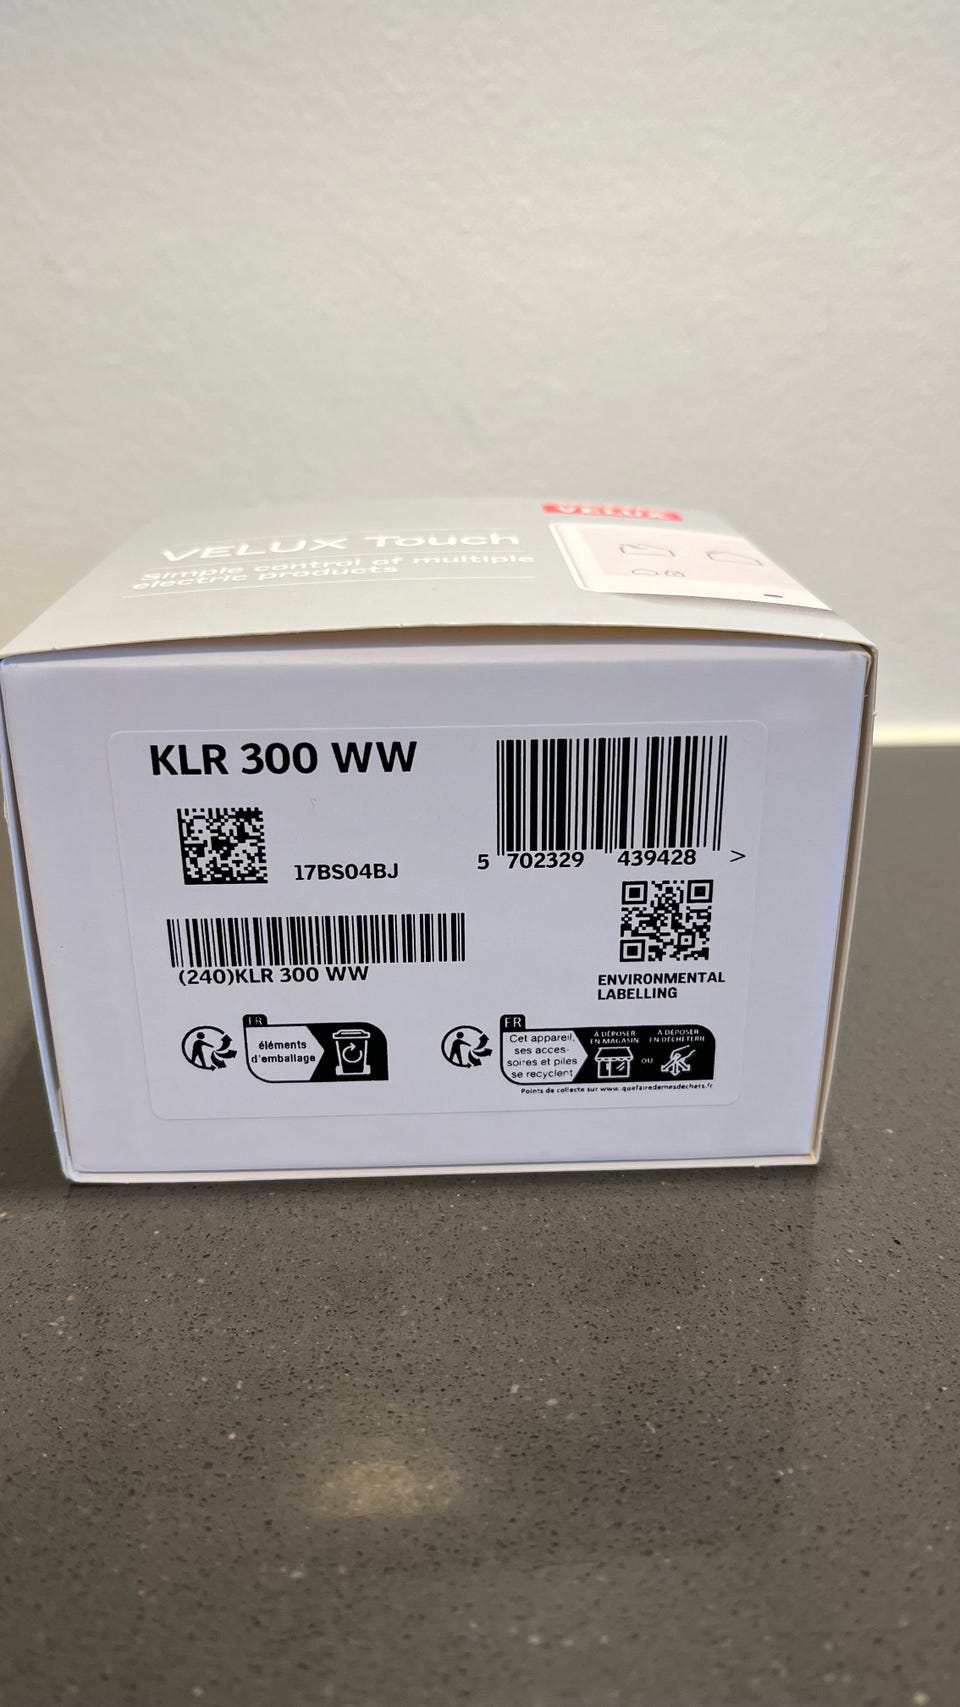 VELUX
VELUX Touch
Simple control of multiple
electric products
KLR 300 WW
17BS04BJ
5 702329 439428 >
(240)KLR 300 WW
ENVIRONMENTAL
LABELLING
FR
éléments
d'emballage
FR
Cet appareil,
ses acces-
soires et piles
se recyclent
À DÉPOSER
EN MAGASIN
OU
À DÉPOSER
EN DÉCHÈTERIE
Points de collecte sur www.quefairedemesdechets.fr